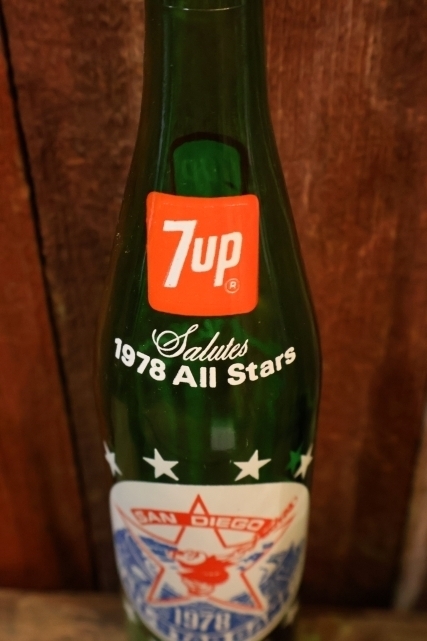 7up
Salutes
1978 All Stars
SAN DIEGO
1978